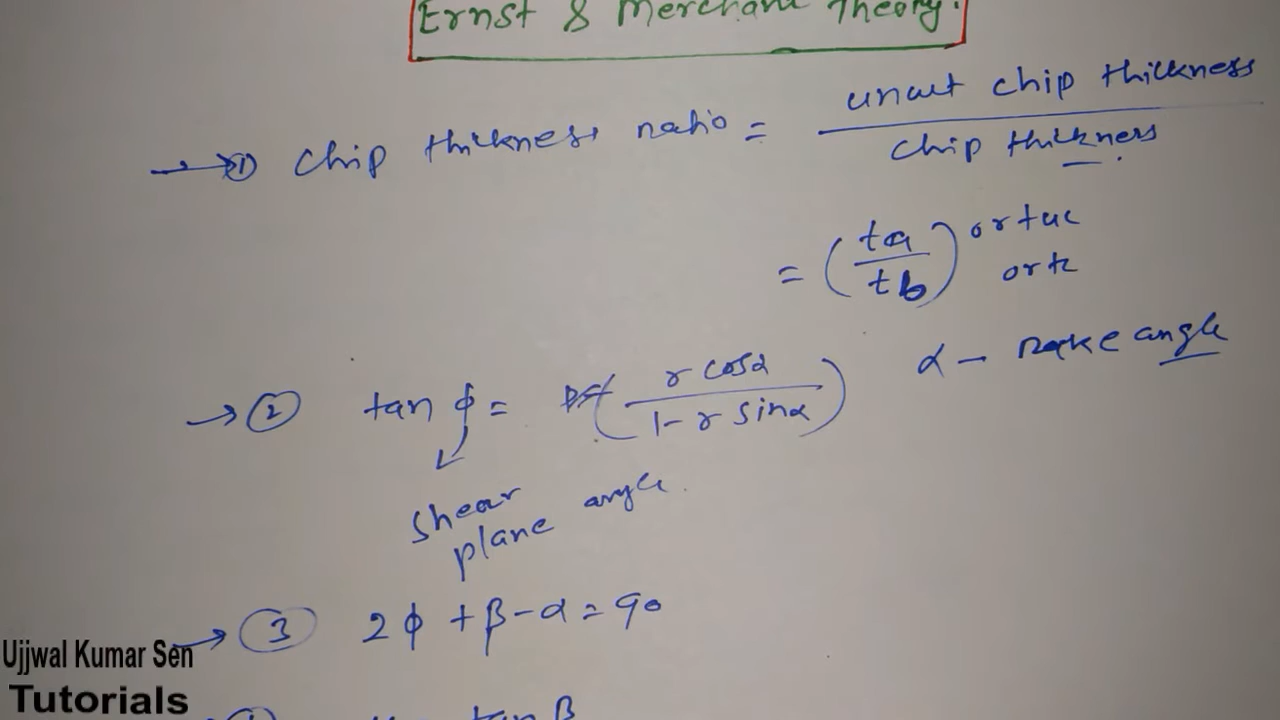 Ernst & Merchant Theory.
→ ① Chip thickness ratio = uncut chip thickness / chip thickness
= (ta / tb) or tuc
or tc
→ ② tan ϕ = (r cosα / 1 - r sinα) α - Rake angle
Shear plane angle
→ ③ 2ϕ + β - α = 90
tan β
Ujjwal Kumar Sen
Tutorials